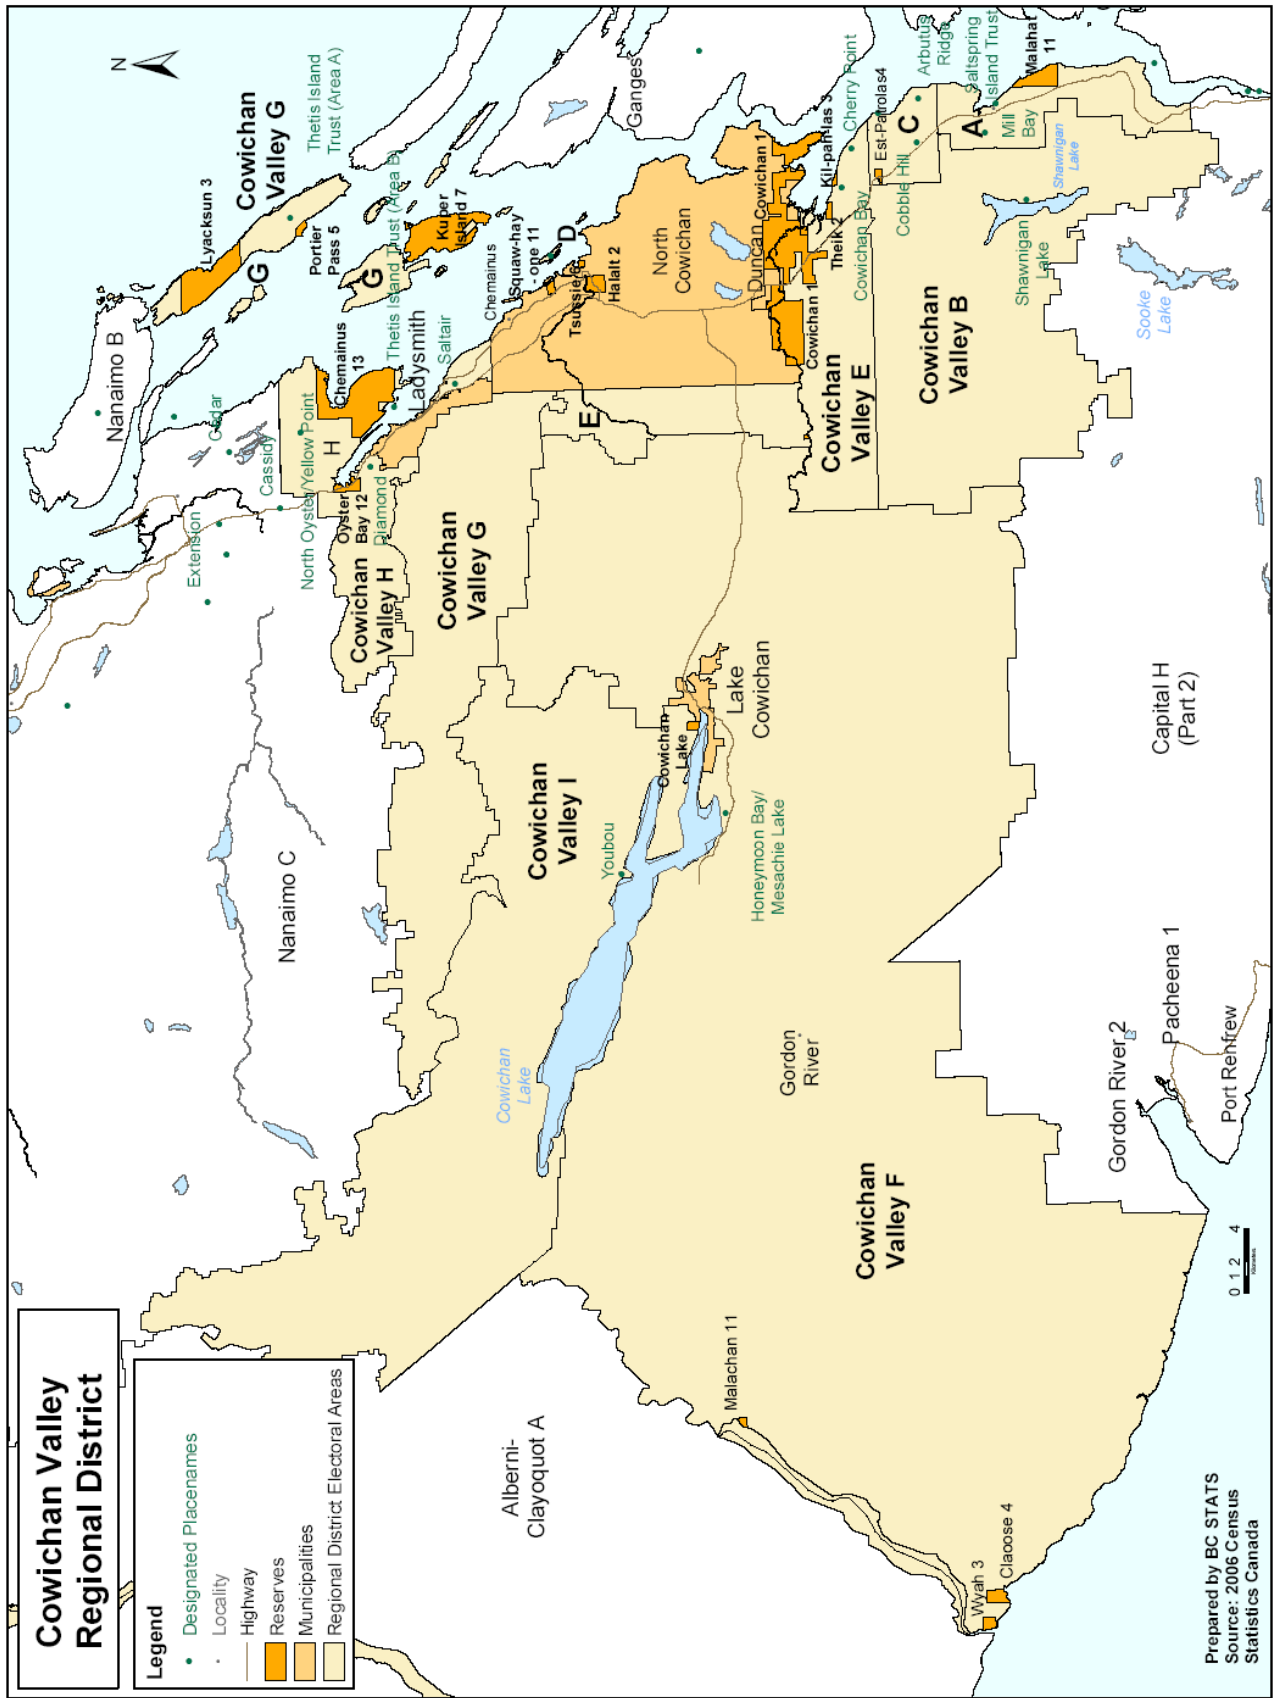 Cowichan Valley
Regional District
Legend
Designated Placenames
Locality
Highway
Reserves
Municipalities
Regional District Electoral Areas
Prepared by BC STATS
Source: 2006 Census
Statistics Canada
Alberni-
Clayoquot A
Malachan 11
Wyah 3
Claoose 4
Cowichan
Valley F
0 1 2 4
Kilometers
Gordon
River
Gordon River 2
Pacheena 1
Port Renfrew
Cowichan
Lake
Nanaimo C
Cowichan
Valley I
Youbou
Honeymoon Bay/
Mesachie Lake
Cowichan
Lake
Lake
Cowichan
Capital H
(Part 2)
Extension
Cassidy
Cedar
Nanaimo B
North Oyster/Yellow Point
H
Oyster
Bay 12
Diamond
Cowichan
Valley H
Cowichan
Valley G
Chemainus
13
Thetis Island Trust (Area B)
Ladysmith
Saltair
E
Cowichan
Valley E
Cowichan
Valley B
N
Lyacksun 3
Cowichan
Valley G
G
Portier
Pass 5
Thetis Island
Trust (Area A)
G
Kuper
Island 7
Chemainus
Squaw-hay
- one 11
D
Tsussie 6
Halalt 2
North
Cowichan
Ganges
Duncan
Cowichan 1
Cowichan 1
Theik 2
Kil-pah-las 3
Cherry Point
Cowichan Bay
Est-Patrolas4
Cobble Hill
C
Arbutus
Ridge
A
Saltspring
Island Trust
Mill
Bay
Malahat
11
Shawnigan
Lake
Shawnigan
Lake
Sooke
Lake